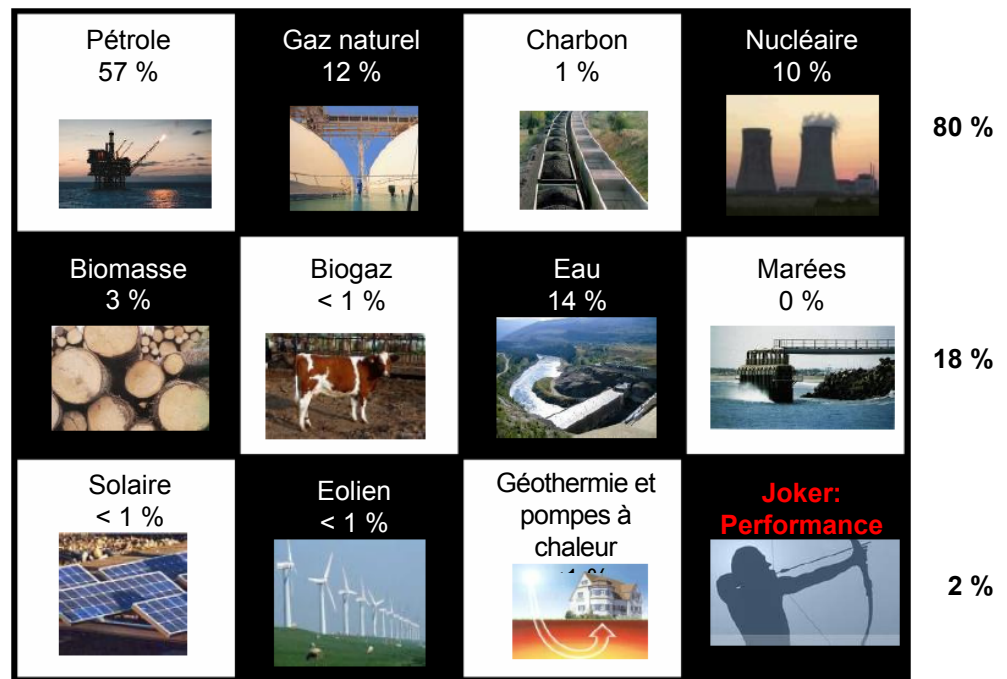 Pétrole
57 %
Gaz naturel
12 %
Charbon
1 %
Nucléaire
10 %
80 %
Biomasse
3 %
Biogaz
< 1 %
Eau
14 %
Marées
0 %
18 %
Solaire
< 1 %
Eolien
< 1 %
Géothermie et
pompes à
chaleur
Joker:
Performance
2 %